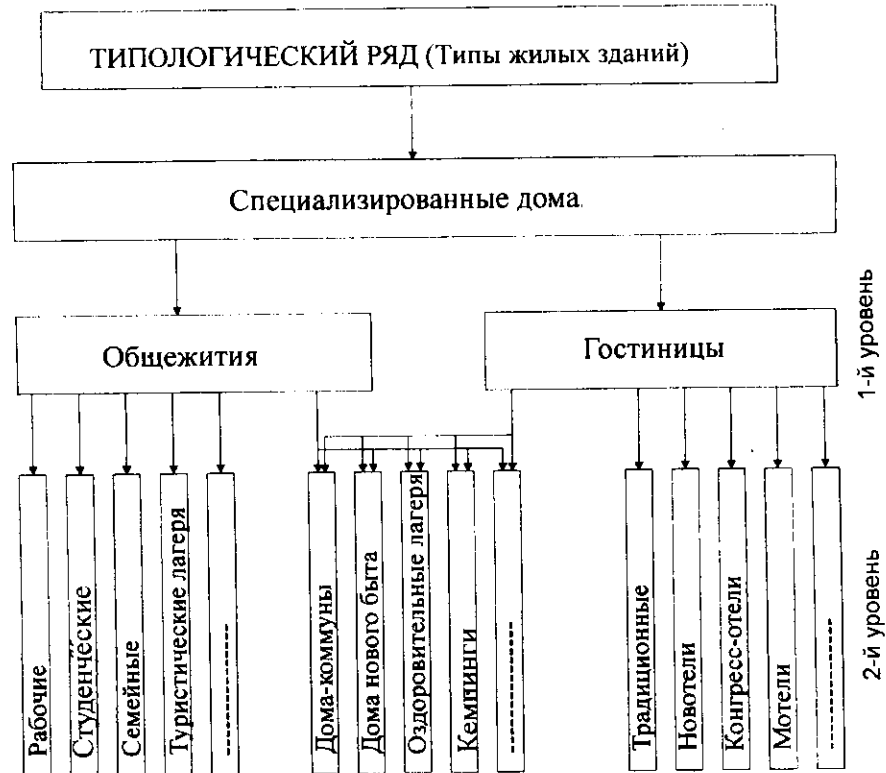 ТИПОЛОГИЧЕСКИЙ РЯД (Типы жилых зданий)
Специализированные дома
Общежития
Гостиницы
1-й уровень
Рабочие
Студенческие
Семейные
Туристические лагеря
Дома-коммуны
Дома нового быта
Оздоровительные лагеря
Кемпинги
Традиционные
Новотели
Конгресс-отели
Мотели
2-й уровень